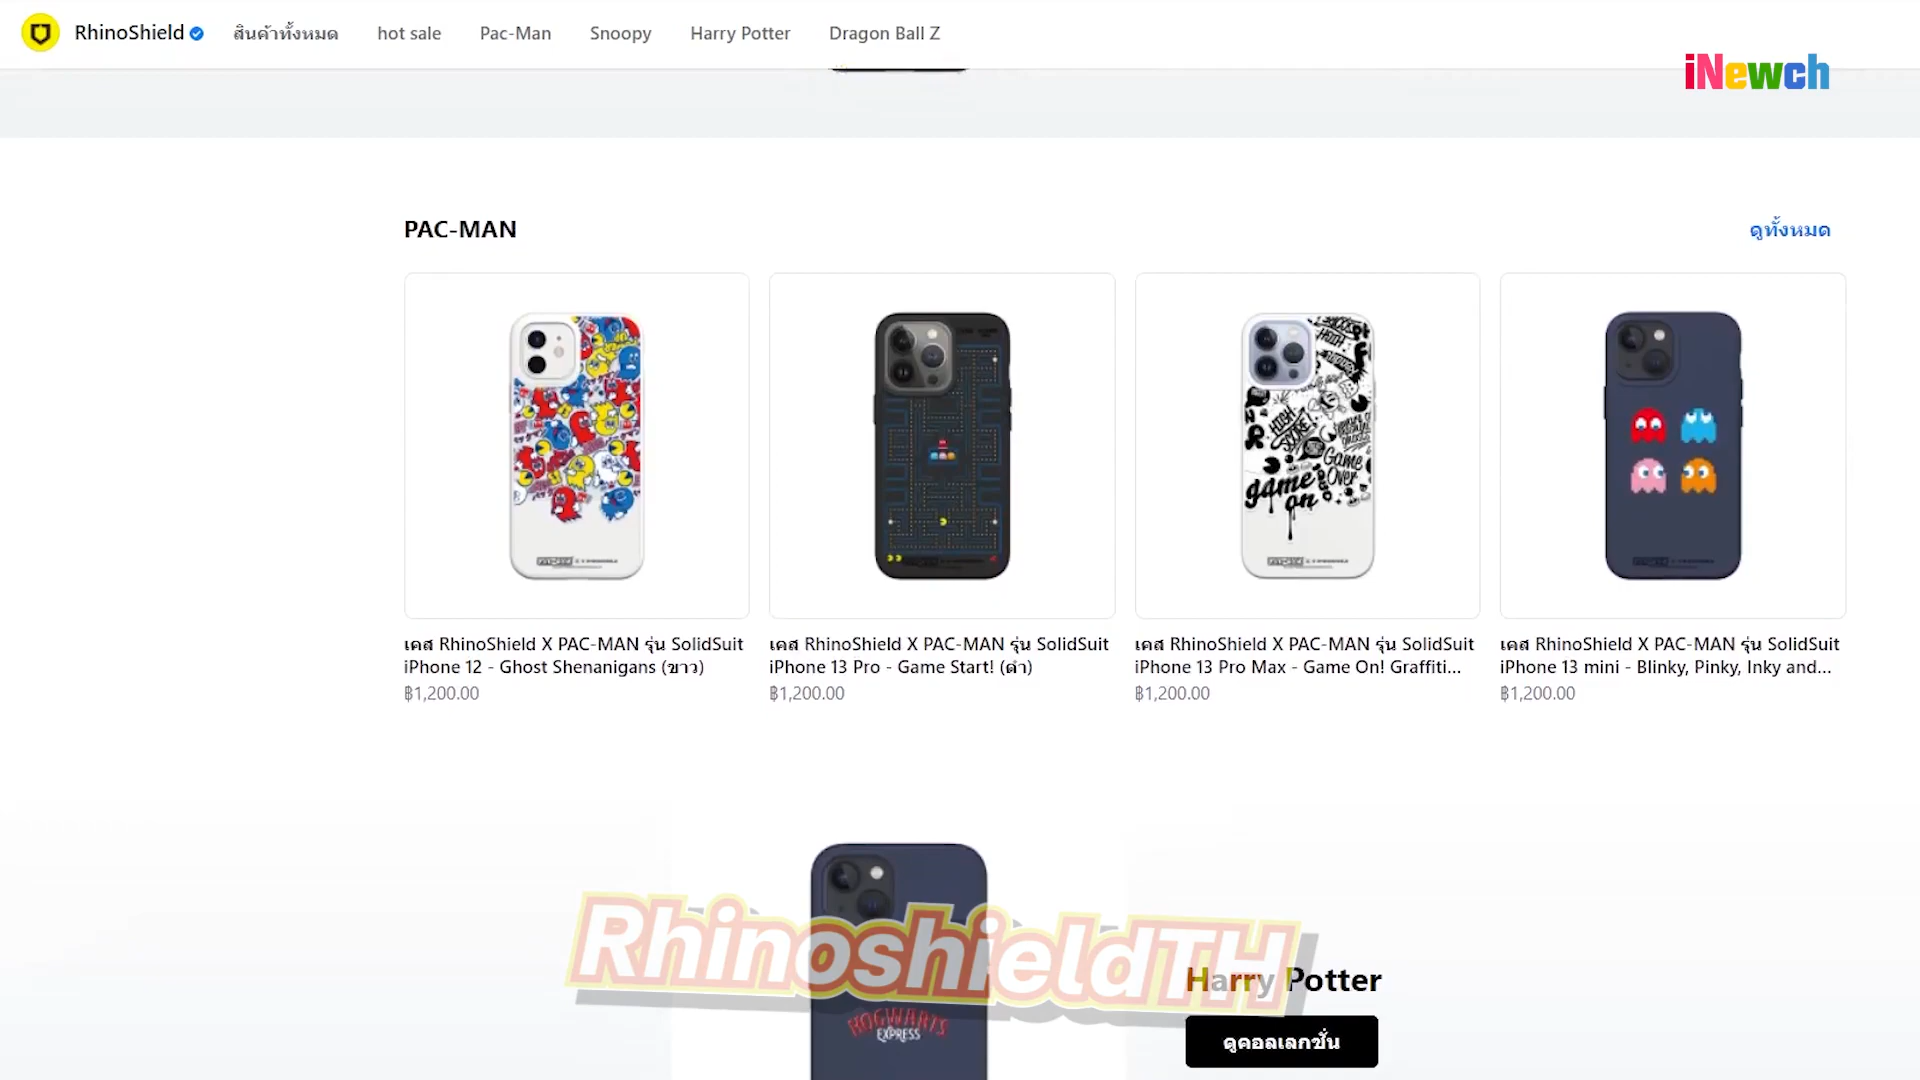 RhinoShield
สินค้าทั้งหมด
hot sale
Pac-Man
Snoopy
Harry Potter
Dragon Ball Z
iNewch
PAC-MAN
ดูทั้งหมด
HIGH SCORE!
Game Over
game on
เคส RhinoShield X PAC-MAN รุ่น SolidSuit
iPhone 12 - Ghost Shenanigans (ขาว)
฿1,200.00
เคส RhinoShield X PAC-MAN รุ่น SolidSuit
iPhone 13 Pro - Game Start! (ดำ)
฿1,200.00
เคส RhinoShield X PAC-MAN รุ่น SolidSuit
iPhone 13 Pro Max - Game On! Graffiti...
฿1,200.00
เคส RhinoShield X PAC-MAN รุ่น SolidSuit
iPhone 13 mini - Blinky, Pinky, Inky and...
฿1,200.00
RhinoshieldTH
HOGWARTS
EXPRESS
Harry Potter
ดูคอลเลกชั่น